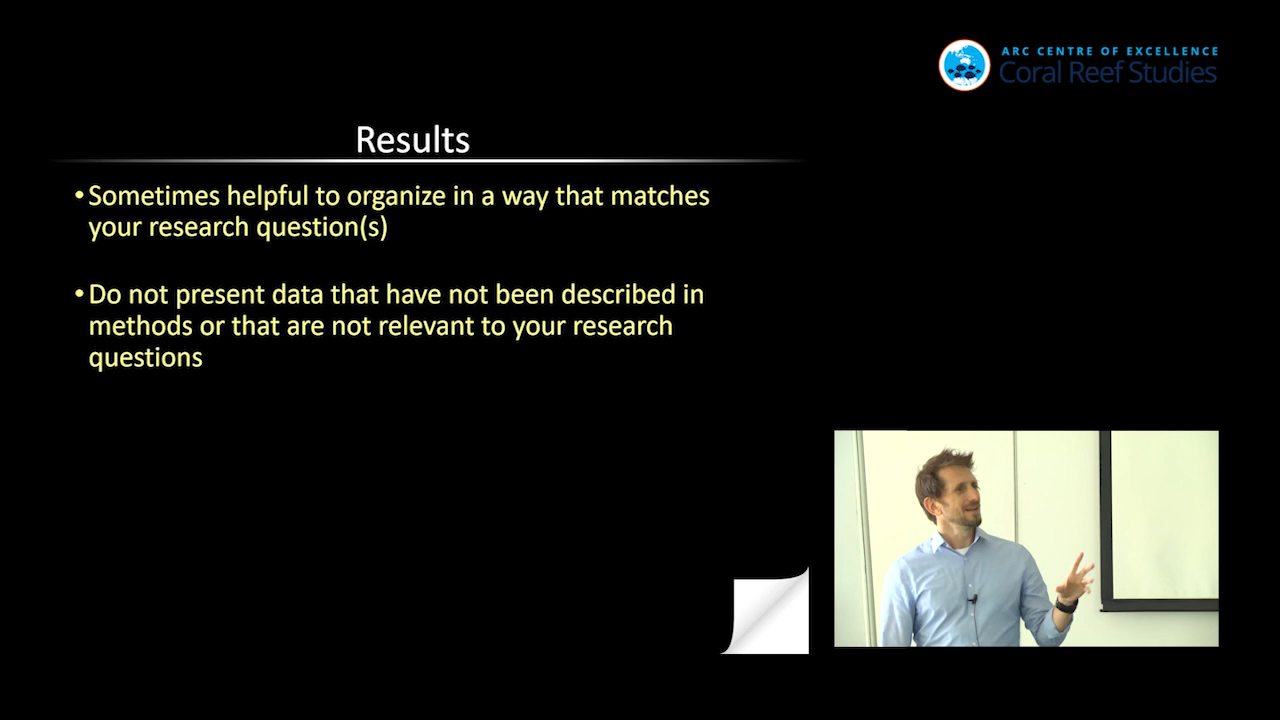 ARC CENTRE OF EXCELLENCE
Coral Reef Studies
Results
•Sometimes helpful to organize in a way that matches
your research question(s)
•Do not present data that have not been described in
methods or that are not relevant to your research
questions